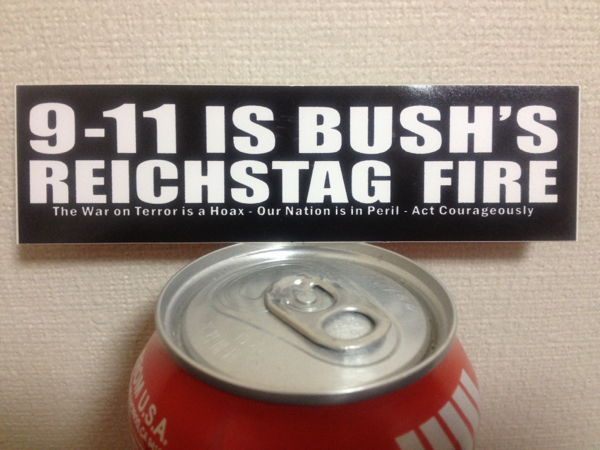 9-11 IS BUSH'S
REICHSTAG FIRE
The War on Terror is a Hoax - Our Nation is in Peril - Act Courageously
U.S.A.